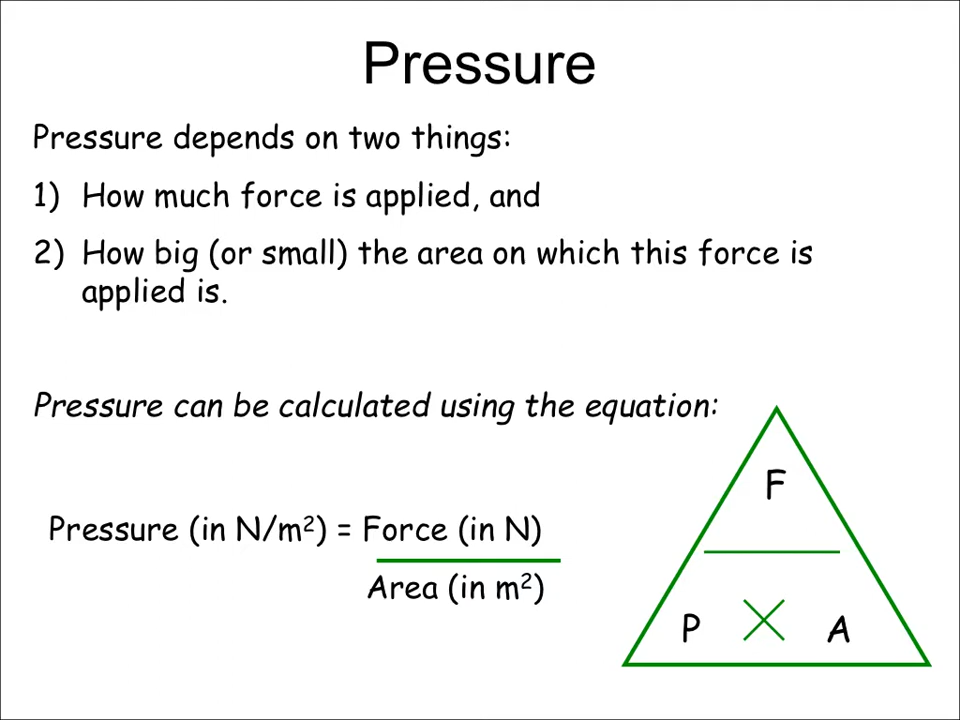 Pressure
Pressure depends on two things:
1) How much force is applied, and
2) How big (or small) the area on which this force is
applied is.
Pressure can be calculated using the equation:
F
Pressure (in N/m²) = Force (in N)
Area (in m²)
P × A